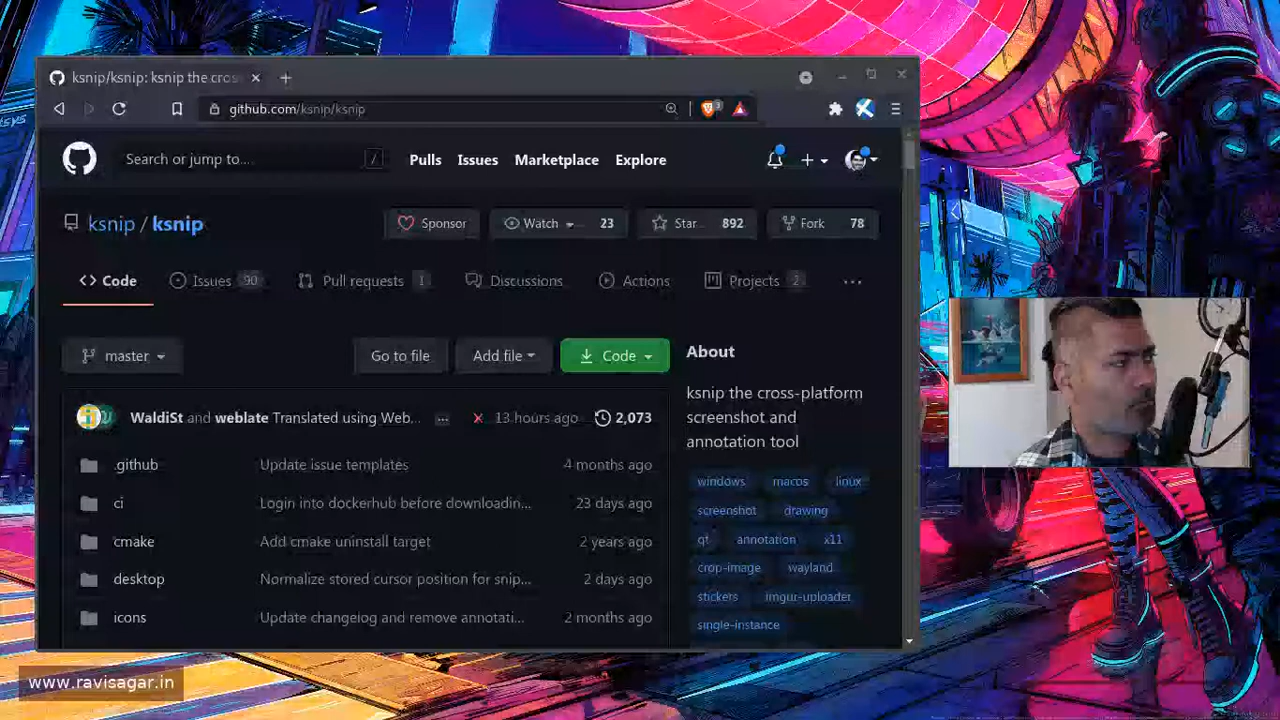 ksnip/ksnip: ksnip the cros
github.com/ksnip/ksnip
3
Search or jump to... /
Pulls Issues Marketplace Explore
ksnip / ksnip
Sponsor Watch 23 Star 892 Fork 78
Code Issues 90 Pull requests 1 Discussions Actions Projects 2 ...
master Go to file Add file Code
About
ksnip the cross-platform
screenshot and
annotation tool
WaldiSt and weblate Translated using Web... ... 13 hours ago 2,073
.github Update issue templates 4 months ago
ci Login into dockerhub before downloadin... 23 days ago
cmake Add cmake uninstall target 2 years ago
desktop Normalize stored cursor position for snip... 2 days ago
icons Update changelog and remove annotati... 2 months ago
windows macos linux
screenshot drawing
qt annotation x11
crop-image wayland
stickers imgur-uploader
single-instance
www.ravisagar.in